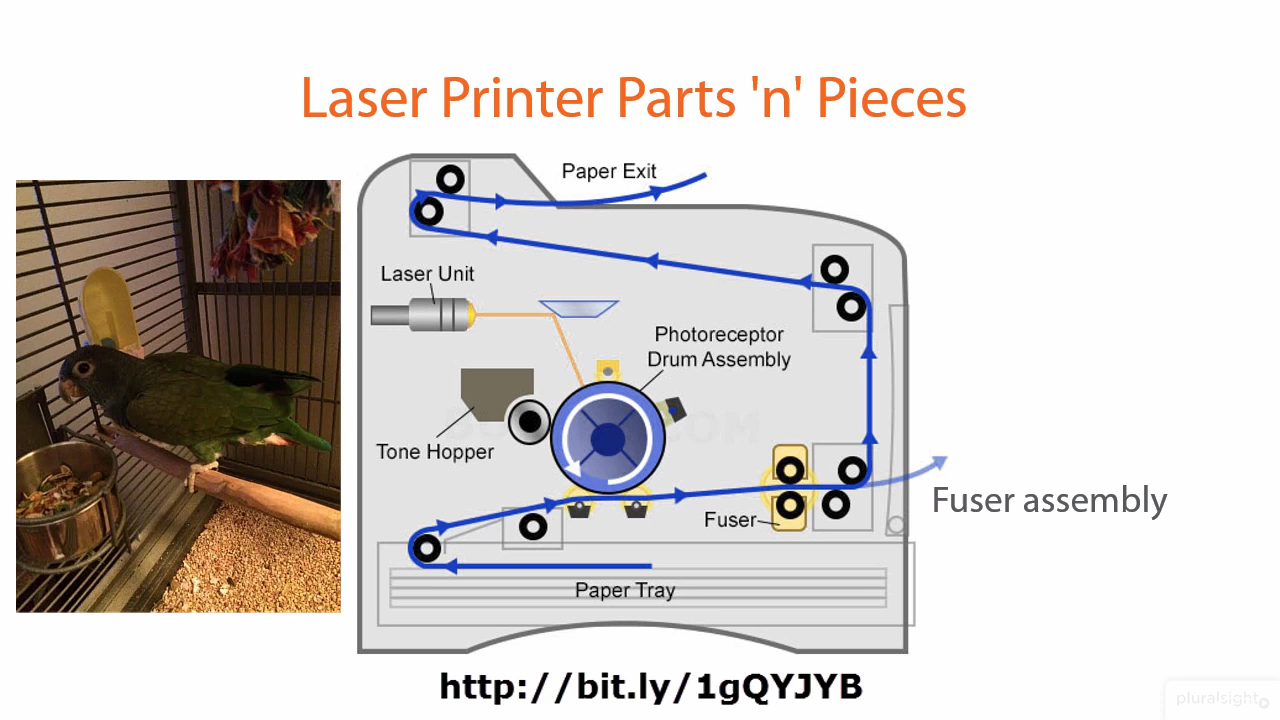 Laser Printer Parts 'n' Pieces
Paper Exit
Laser Unit
Photoreceptor
Drum Assembly
Tone Hopper
Fuser assembly
Fuser
Paper Tray
http://bit.ly/1gQYJYB
pluralsight